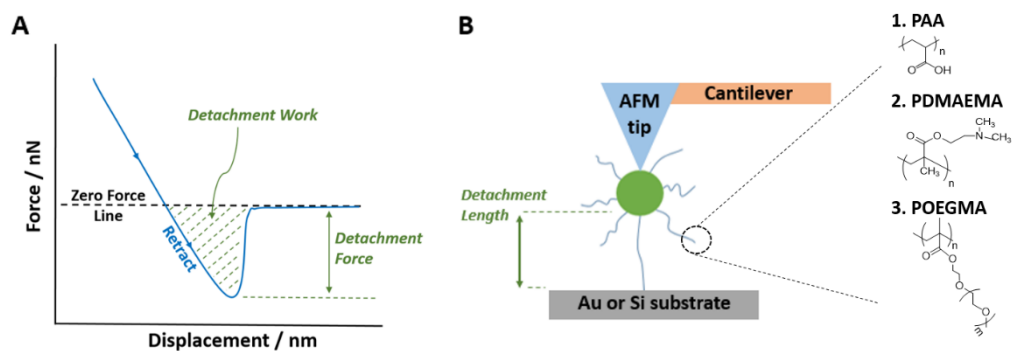 A
Force / nN
Detachment Work
Zero Force
Line
Retract
Detachment
Force
Displacement / nm
B
AFM
tip
Cantilever
Detachment
Length
Au or Si substrate
1. PAA
n
O
OH
2. PDMAEMA
O
O
N
CH3
CH3
CH3
n
3. POEGMA
n
O
O
O
O
m